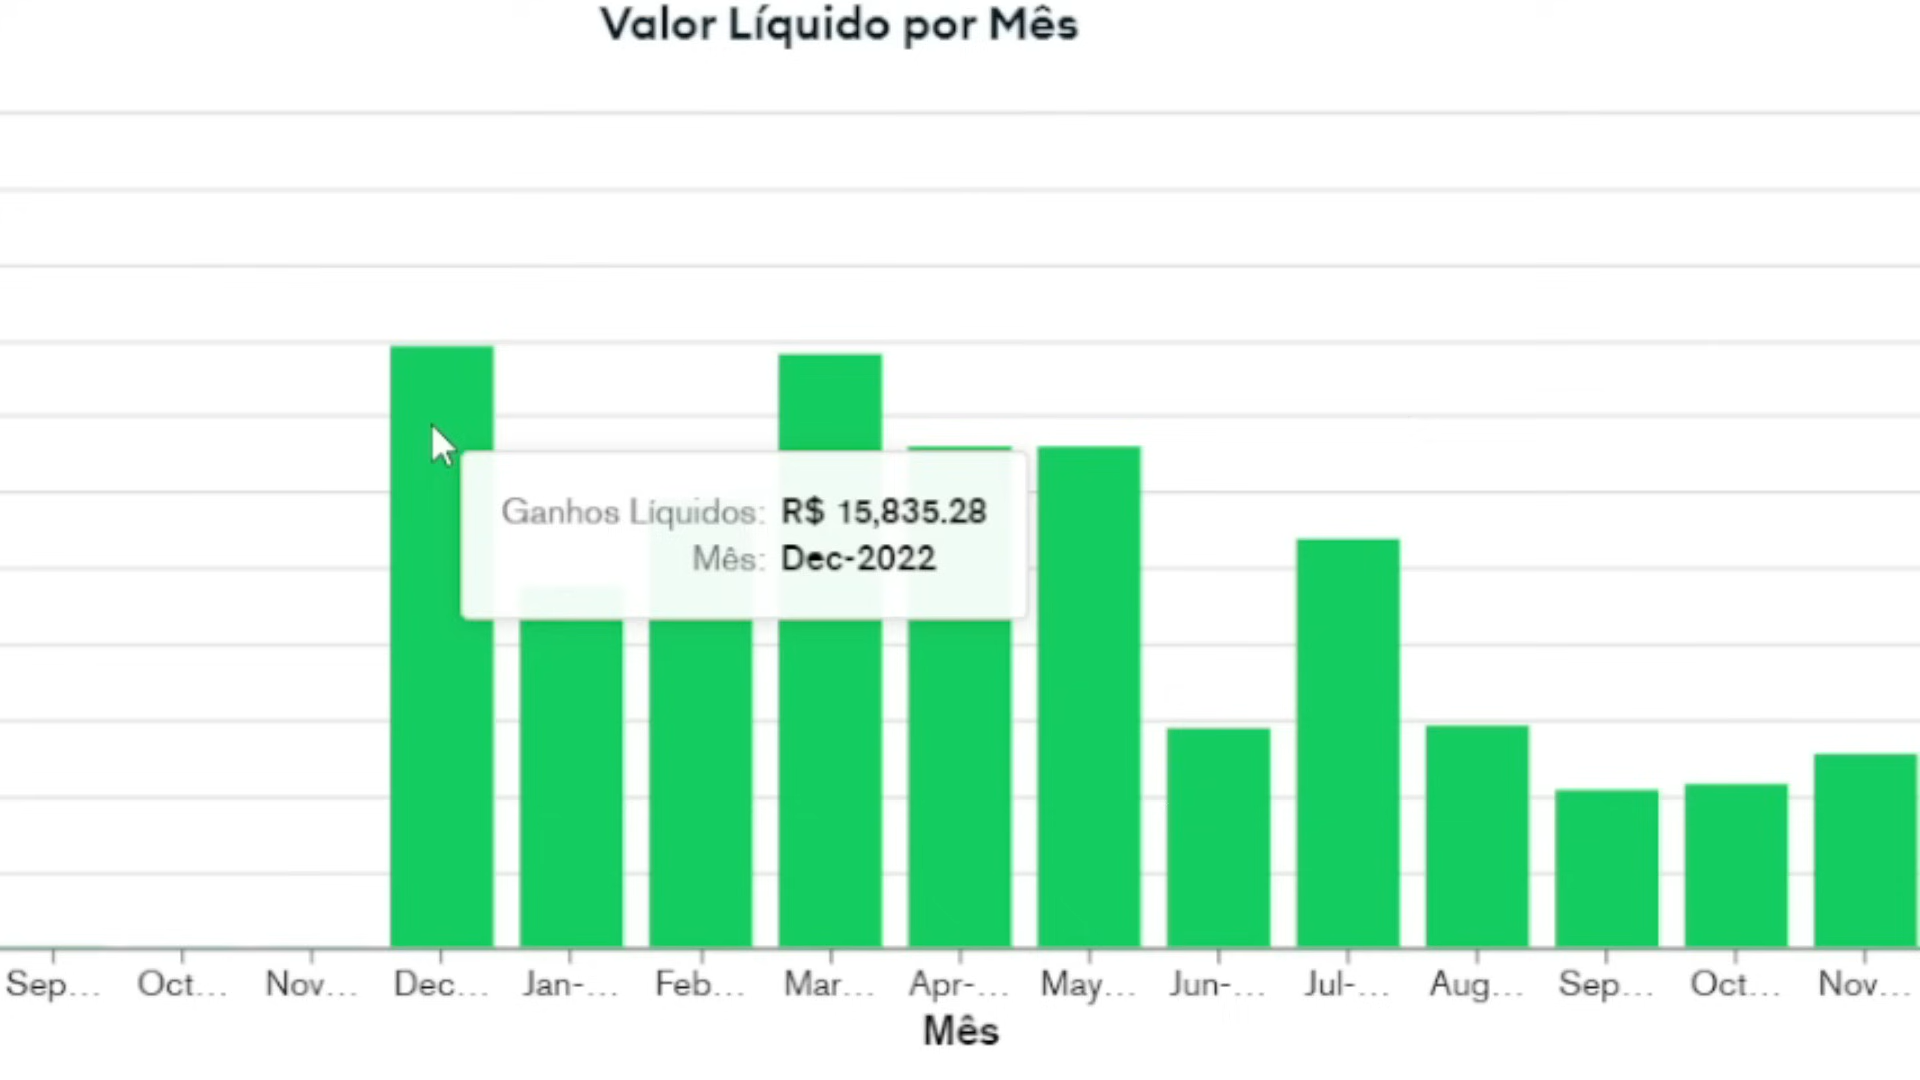 Valor Líquido por Mês
Ganhos Líquidos: R$ 15,835.28
Mês: Dec-2022
Sep... Oct... Nov... Dec... Jan-... Feb... Mar... Apr-... May... Jun-... Jul-... Aug... Sep... Oct... Nov...
Mês